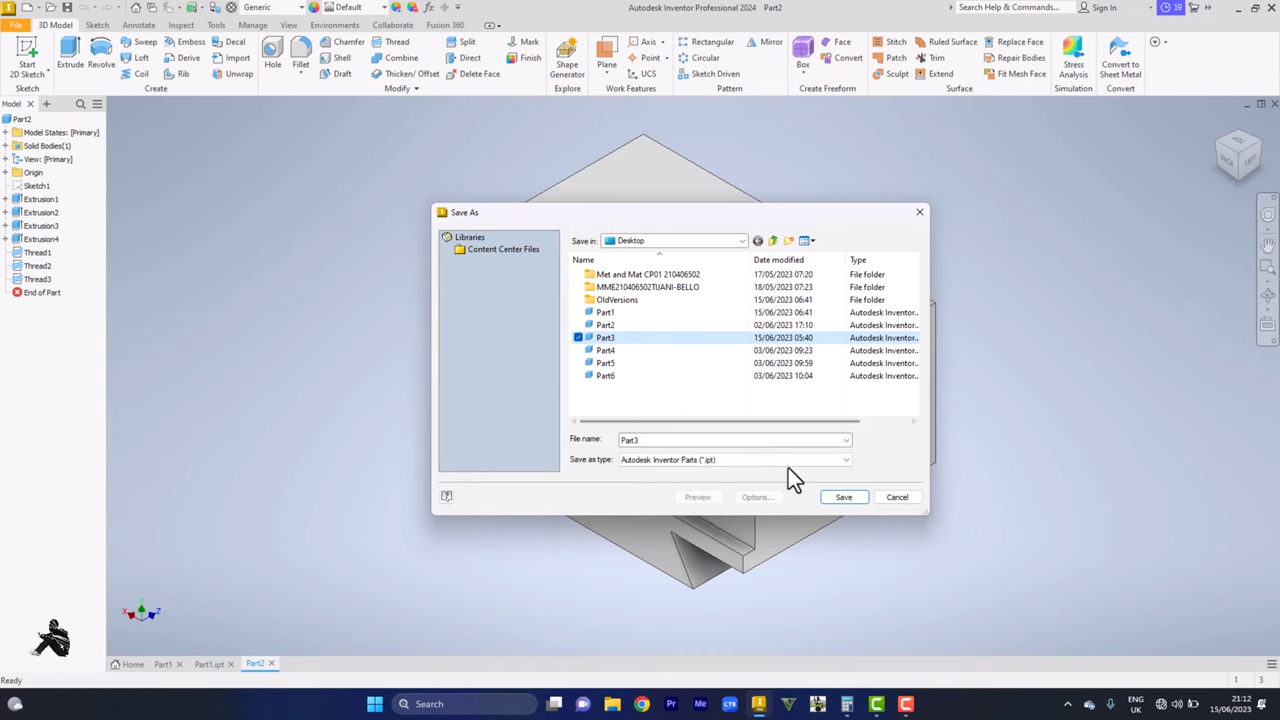 Generic
Default
Autodesk Inventor Professional 2024 Part2
Search Help & Commands...
Sign In
19
File 3D Model Sketch Annotate Inspect Tools Manage View Environments Get Started Collaborate Surface Fusion 360
Start
2D Sketch
Sketch
Extrude
Revolve
Sweep
Loft
Coil
Emboss
Derive
Rib
Decal
Import
Unwrap
Create
Hole
Fillet
Chamfer
Shell
Draft
Thread
Combine
Thicken/ Offset
Split
Direct
Delete Face
Mark
Finish
Modify
Shape
Generator
Explore
Plane
Axis
Point
UCS
Work Features
Rectangular
Circular
Sketch Driven
Mirror
Pattern
Box
Face
Convert
Create Freeform
Stitch
Patch
Sculpt
Ruled Surface
Trim
Extend
Replace Face
Repair Bodies
Fit Mesh Face
Surface
Stress
Analysis
Simulation
Convert to
Sheet Metal
Convert
Model
Part2
Model States: [Primary]
Solid Bodies(1)
View: [Primary]
Origin
Sketch1
Extrusion1
Extrusion2
Extrusion3
Extrusion4
Thread1
Thread2
Thread3
End of Part
BACK LEFT
Save As
Libraries
Content Center Files
Save in: Desktop
Name Date modified Type
Met and Mat CP01 210406502 17/05/2023 07:20 File folder
MME210406502TIJANI-BELLO 18/05/2023 07:23 File folder
OldVersions 15/06/2023 06:41 File folder
Part1 15/06/2023 06:41 Autodesk Inventor..
Part2 02/06/2023 17:10 Autodesk Inventor..
Part3 15/06/2023 05:40 Autodesk Inventor..
Part4 03/06/2023 09:23 Autodesk Inventor..
Part5 03/06/2023 09:59 Autodesk Inventor..
Part6 03/06/2023 10:04 Autodesk Inventor..
File name: Part3
Save as type: Autodesk Inventor Parts (*.ipt)
Preview Options... Save Cancel
X Y Z
Home Part1 Part1.ipt Part2
Ready
1 3
Search
Pr
Me
CTB
ENG
UK
21:12
15/06/2023